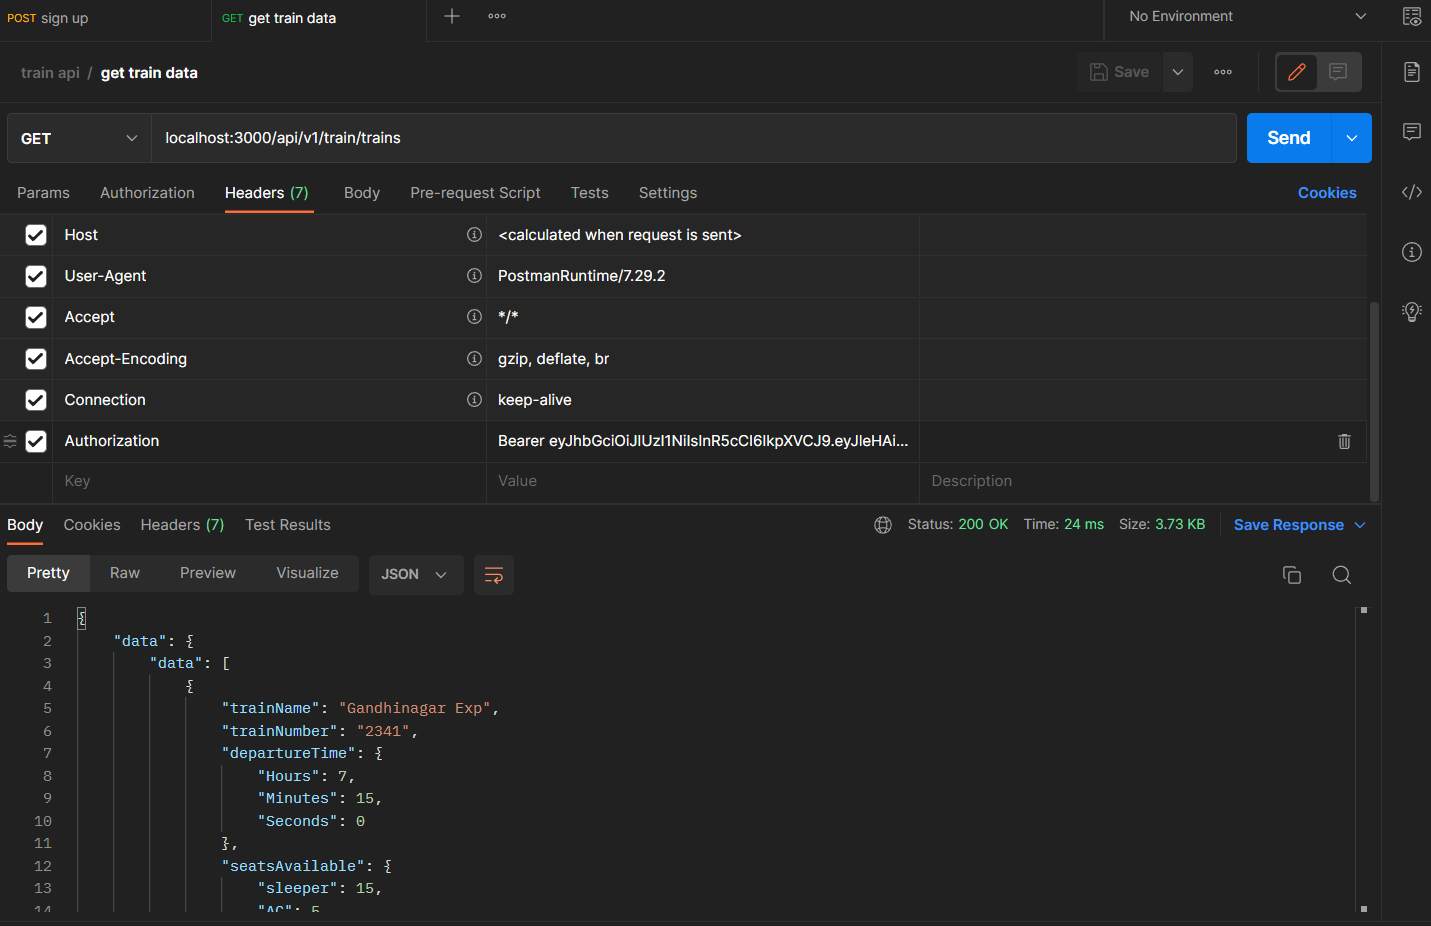 POST sign up GET get train data No Environment
train api / get train data Save
GET localhost:3000/api/v1/train/trains Send
Params Authorization Headers (7) Body Pre-request Script Tests Settings Cookies
Host <calculated when request is sent>
User-Agent PostmanRuntime/7.29.2
Accept */*
Accept-Encoding gzip, deflate, br
Connection keep-alive
Authorization Bearer eyJhbGciOiJIUzI1NiIsInR5cCI6IkpXVCJ9.eyJleHAi...
Key Value Description
Body Cookies Headers (7) Test Results Status: 200 OK Time: 24 ms Size: 3.73 KB Save Response
Pretty Raw Preview Visualize JSON
1 {
2 "data": {
3 "data": [
4 {
5 "trainName": "Gandhinagar Exp",
6 "trainNumber": "2341",
7 "departureTime": {
8 "Hours": 7,
9 "Minutes": 15,
10 "Seconds": 0
11 },
12 "seatsAvailable": {
13 "sleeper": 15,
14 "AC": 5